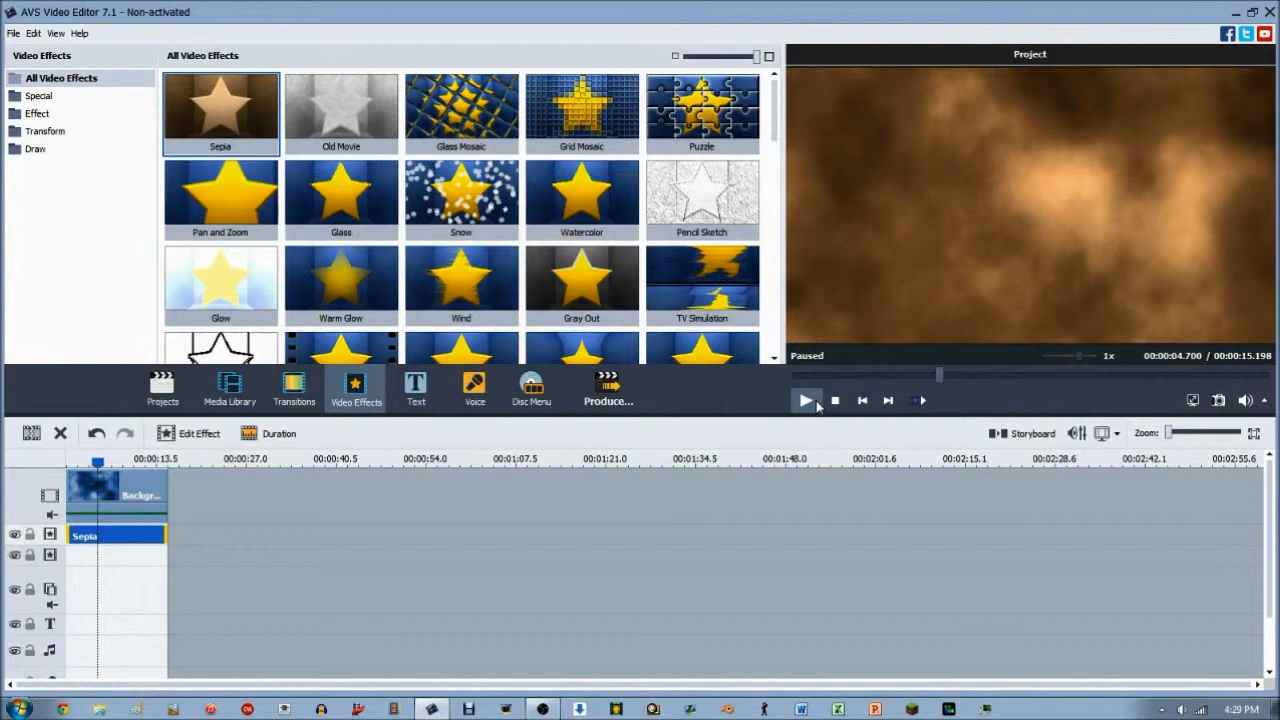 AVS Video Editor 7.1 - Non-activated
File Edit View Help
Video Effects
All Video Effects
Special
Effect
Transform
Draw
All Video Effects
Sepia Old Movie Glass Mosaic Grid Mosaic Puzzle
Pan and Zoom Glass Snow Watercolor Pencil Sketch
Glow Warm Glow Wind Gray Out TV Simulation
Project
Paused 1x 00:00:04.700 / 00:00:15.198
Projects Media Library Transitions Video Effects Text Voice Disc Menu Produce...
Edit Effect Duration Storyboard Zoom:
00:00:13.5 00:00:27.0 00:00:40.5 00:00:54.0 00:01:07.5 00:01:21.0 00:01:34.5 00:01:48.0 00:02:01.6 00:02:15.1 00:02:28.6 00:02:42.1 00:02:55.6
Backgr...
Sepia
T
4:29 PM